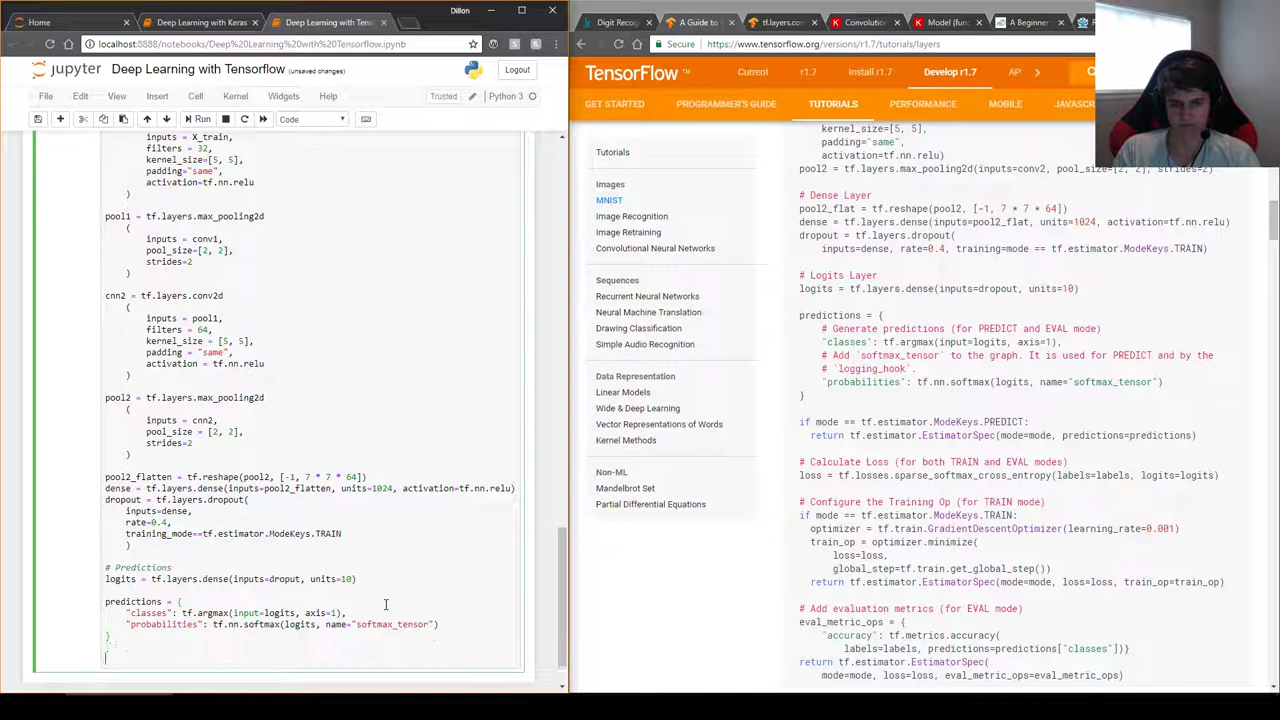 Dillon
Home
Deep Learning with Keras
Deep Learning with Ten
localhost:8888/notebooks/Deep%20Learning%20with%20Tensorflow.ipynb
jupyter
Deep Learning with Tensorflow (unsaved changes)
Logout
File Edit View Insert Cell Kernel Widgets Help
Trusted
Python 3
Run
Code
inputs = X_train,
filters = 32,
kernel_size=[5, 5],
padding="same",
activation=tf.nn.relu
)
pool1 = tf.layers.max_pooling2d
(
inputs = conv1,
pool_size=[2, 2],
strides=2
)
cnn2 = tf.layers.conv2d
(
inputs = pool1,
filters = 64,
kernel_size = [5, 5],
padding = "same",
activation = tf.nn.relu
)
pool2 = tf.layers.max_pooling2d
(
inputs = cnn2,
pool_size = [2, 2],
strides=2
)
pool2_flatten = tf.reshape(pool2, [-1, 7 * 7 * 64]
dense = tf.layers.dense(inputs=pool2_flatten, units=1024, activation=tf.nn.relu)
dropout = tf.layers.dropout(
inputs=dense,
rate=0.4,
training_mode==tf.estimator.ModeKeys.TRAIN
)
# Predictions
logits = tf.layers.dense(inputs=droput, units=10)
predictions = {
"classes": tf.argmax(input=logits, axis=1),
"probabilities": tf.nn.softmax(logits, name="softmax_tensor")
}
Digit Recog
A Guide to
tf.layers.con
Convolution
Model (func
A Beginner
Secure
https://www.tensorflow.org/versions/r1.7/tutorials/layers
TensorFlow™
Current
r1.7
Install r1.7
Develop r1.7
AP
GET STARTED
PROGRAMMER'S GUIDE
TUTORIALS
PERFORMANCE
MOBILE
JAVASCR
Tutorials
Images
MNIST
Image Recognition
Image Retraining
Convolutional Neural Networks
Sequences
Recurrent Neural Networks
Neural Machine Translation
Drawing Classification
Simple Audio Recognition
Data Representation
Linear Models
Wide & Deep Learning
Vector Representations of Words
Kernel Methods
Non-ML
Mandelbrot Set
Partial Differential Equations
kernel_size=[5, 5],
padding="same",
activation=tf.nn.relu)
pool2 = tf.layers.max_pooling2d(inputs=conv2, pool_size=[2, 2], strides=2)
# Dense Layer
pool2_flat = tf.reshape(pool2, [-1, 7 * 7 * 64])
dense = tf.layers.dense(inputs=pool2_flat, units=1024, activation=tf.nn.relu)
dropout = tf.layers.dropout(
inputs=dense, rate=0.4, training=mode == tf.estimator.ModeKeys.TRAIN)
# Logits Layer
logits = tf.layers.dense(inputs=dropout, units=10)
predictions = {
# Generate predictions (for PREDICT and EVAL mode)
"classes": tf.argmax(input=logits, axis=1),
# Add `softmax_tensor` to the graph. It is used for PREDICT and by the
# `logging_hook`.
"probabilities": tf.nn.softmax(logits, name="softmax_tensor")
}
if mode == tf.estimator.ModeKeys.PREDICT:
return tf.estimator.EstimatorSpec(mode=mode, predictions=predictions)
# Calculate Loss (for both TRAIN and EVAL modes)
loss = tf.losses.sparse_softmax_cross_entropy(labels=labels, logits=logits)
# Configure the Training Op (for TRAIN mode)
if mode == tf.estimator.ModeKeys.TRAIN:
optimizer = tf.train.GradientDescentOptimizer(learning_rate=0.001)
train_op = optimizer.minimize(
loss=loss,
global_step=tf.train.get_global_step())
return tf.estimator.EstimatorSpec(mode=mode, loss=loss, train_op=train_op)
# Add evaluation metrics (for EVAL mode)
eval_metric_ops = {
"accuracy": tf.metrics.accuracy(
labels=labels, predictions=predictions["classes"])}
return tf.estimator.EstimatorSpec(
mode=mode, loss=loss, eval_metric_ops=eval_metric_ops)